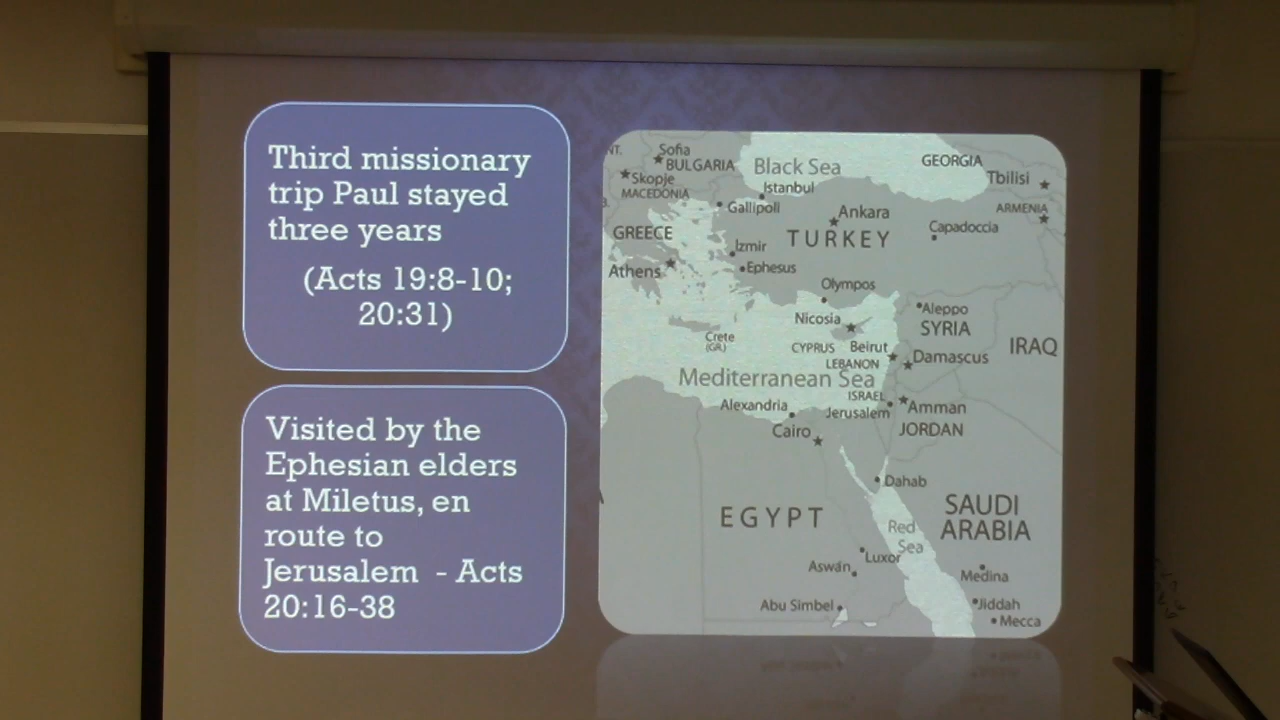 Third missionary
trip Paul stayed
three years
(Acts 19:8-10;
20:31)
Visited by the
Ephesian elders
at Miletus, en
route to
Jerusalem - Acts
20:16-38
NT.
Sofia
BULGARIA
Black Sea
GEORGIA
Skopje
Tbilisi
MACEDONIA
Istanbul
Gallipoli
Ankara
ARMENIA
GREECE
TURKEY
Capadoccia
Izmir
Athens
Ephesus
Olympos
Nicosia
Aleppo
SYRIA
Crete
(GR.)
CYPRUS
Beirut
IRAQ
LEBANON
Damascus
Mediterranean Sea
ISRAEL
Alexandria
Jerusalem
Amman
Cairo
JORDAN
Dahab
EGYPT
SAUDI
ARABIA
Red
Sea
Luxor
Aswan
Medina
Abu Simbel
Jiddah
Mecca